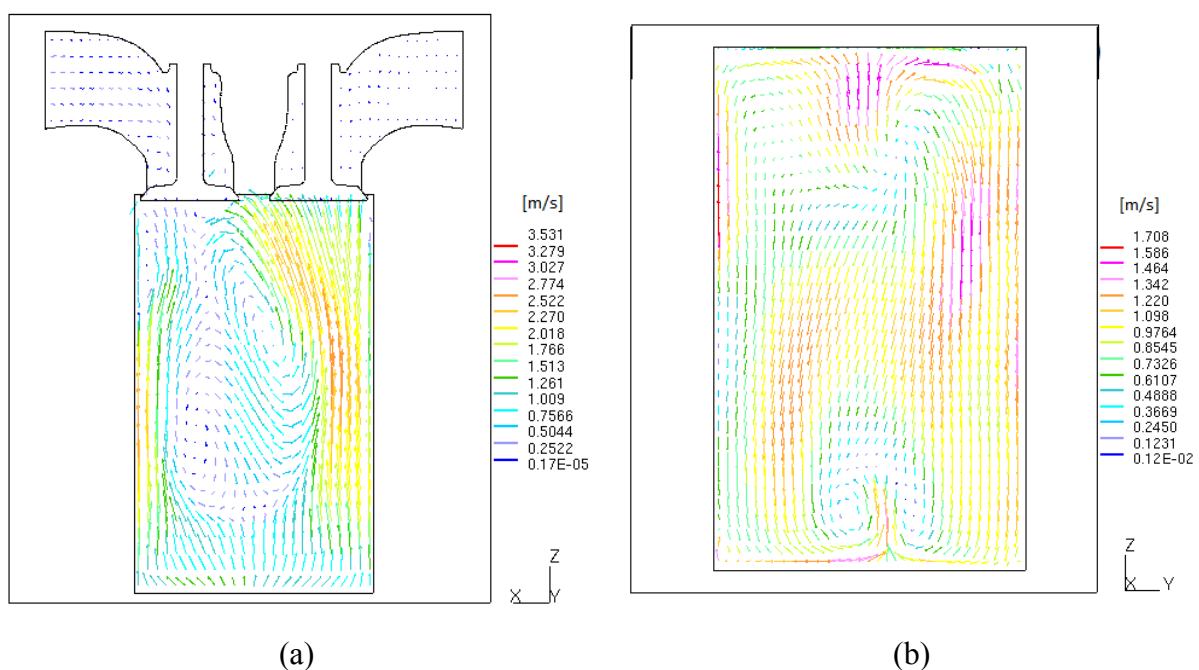 [m/s]
3.531
3.279
3.027
2.774
2.522
2.270
2.018
1.766
1.513
1.261
1.009
0.7566
0.5044
0.2522
0.17E-05
Z
X Y
(a)
[m/s]
1.708
1.586
1.464
1.342
1.220
1.098
0.9764
0.8545
0.7326
0.6107
0.4888
0.3669
0.2450
0.1231
0.12E-02
Z
X Y
(b)